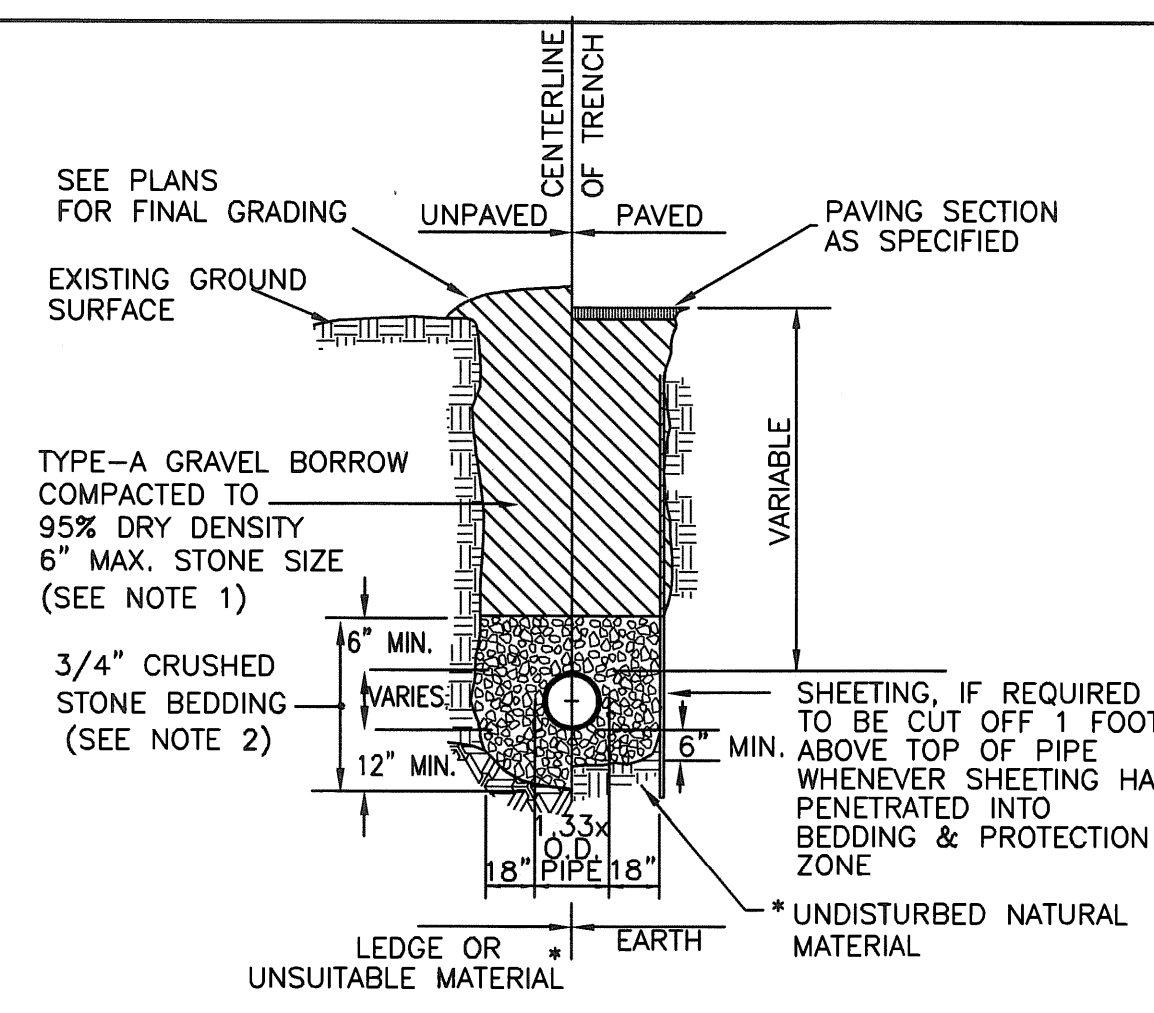 CENTERLINE
OF TRENCH
SEE PLANS
FOR FINAL GRADING
UNPAVED
PAVED
PAVING SECTION
AS SPECIFIED
EXISTING GROUND
SURFACE
VARIABLE
TYPE-A GRAVEL BORROW
COMPACTED TO
95% DRY DENSITY
6" MAX. STONE SIZE
(SEE NOTE 1)
6" MIN.
3/4" CRUSHED
STONE BEDDING
(SEE NOTE 2)
VARIES
12" MIN.
6" MIN.
SHEETING, IF REQUIRED
TO BE CUT OFF 1 FOOT
ABOVE TOP OF PIPE
WHENEVER SHEETING HA
PENETRATED INTO
BEDDING & PROTECTION
ZONE
1.33x
O.D.
PIPE
18"
18"
* UNDISTURBED NATURAL
MATERIAL
LEDGE OR *
UNSUITABLE MATERIAL
EARTH